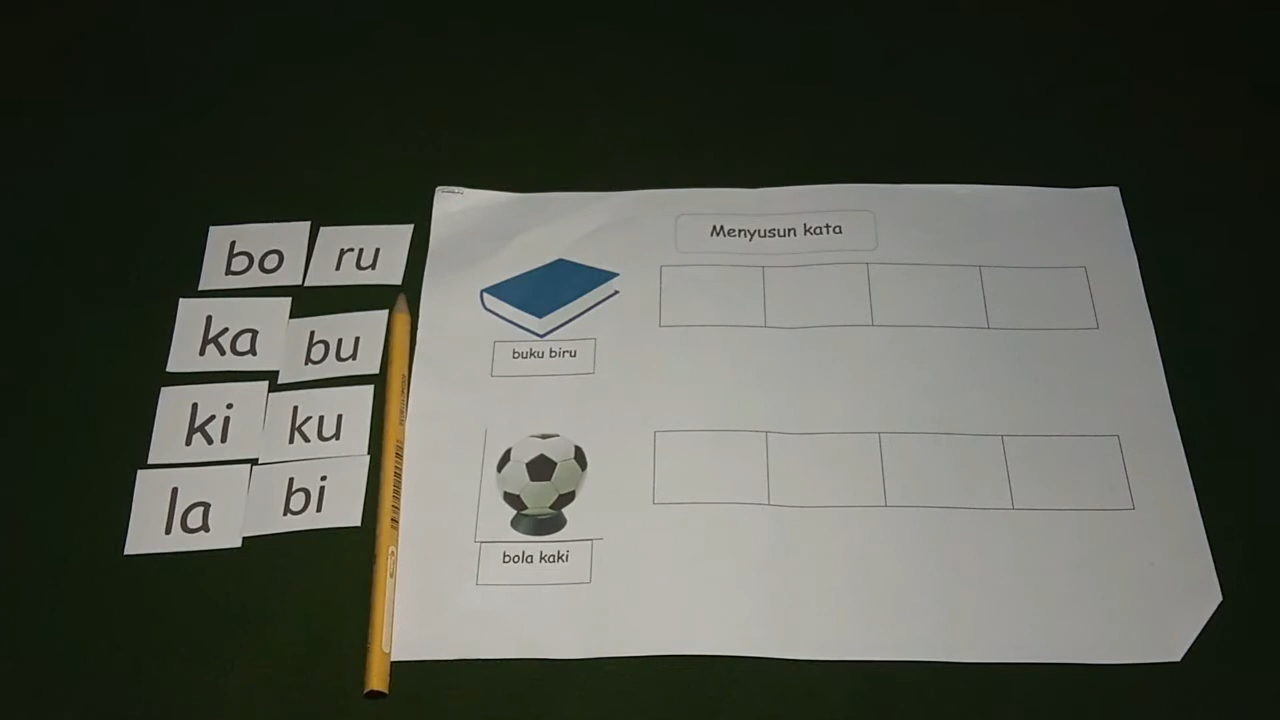 bo ru
ka bu
ki ku
la bi
Menyusun kata
buku biru
bola kaki